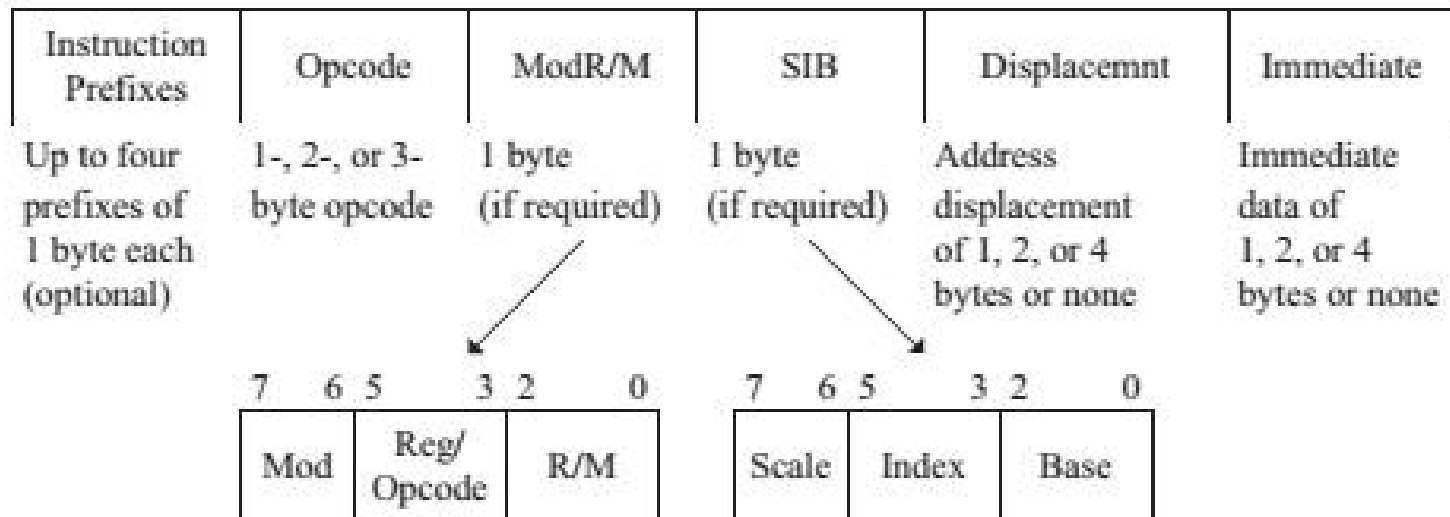 Instruction
Prefixes
Opcode
ModR/M
SIB
Displacemnt
Immediate
Up to four
prefixes of
1 byte each
(optional)
1-, 2-, or 3-
byte opcode
1 byte
(if required)
1 byte
(if required)
Address
displacement
of 1, 2, or 4
bytes or none
Immediate
data of
1, 2, or 4
bytes or none
7 6 5 3 2 0
Mod
Reg/
Opcode
R/M
7 6 5 3 2 0
Scale
Index
Base